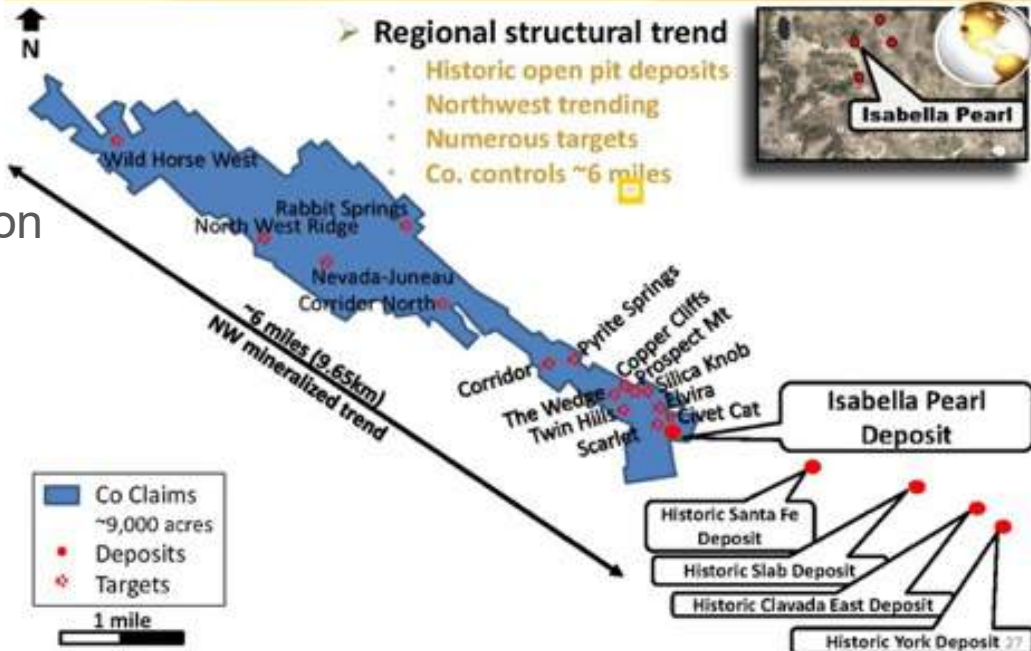 N
➤ Regional structural trend
• Historic open pit deposits
• Northwest trending
• Numerous targets
• Co. controls ~6 miles
Isabella Pearl
on
Wild Horse West
Rabbit Springs
North West Ridge
Nevada-Juneau
Corrider North
~6 miles (9.65km)
NW mineralized trend
Pyrite Springs
Copper Cliffs
Prospect Mt
Silica Knob
Corridor
The Wedge
Elvira
Twin Hills
Civet Cat
Scarlet
Isabella Pearl
Deposit
Co Claims
~9,000 acres
Deposits
Targets
1 mile
Historic Santa Fe
Deposit
Historic Slab Deposit
Historic Clavada East Deposit
Historic York Deposit
27